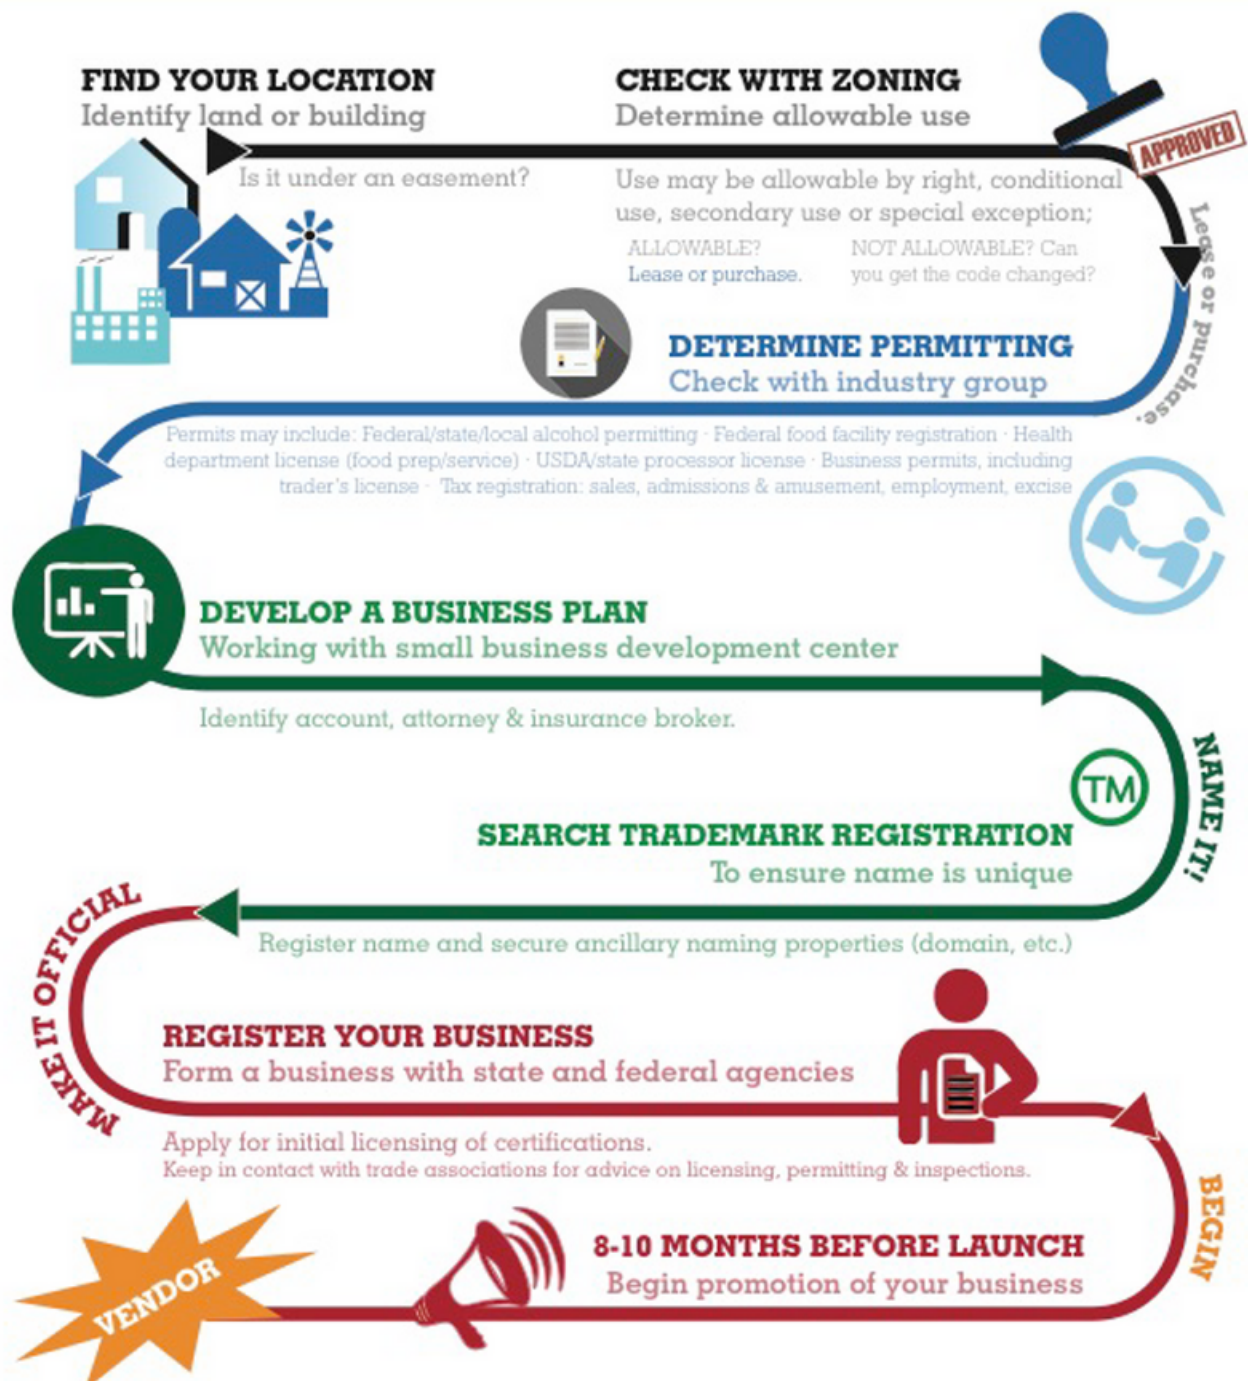 FIND YOUR LOCATION
Identify land or building
Is it under an easement?
CHECK WITH ZONING
Determine allowable use
APPROVED
Use may be allowable by right, conditional
use, secondary use or special exception;
ALLOWABLE?
Lease or purchase.
NOT ALLOWABLE? Can
you get the code changed?
Lease or purchase.
DETERMINE PERMITTING
Check with industry group
Permits may include: Federal/state/local alcohol permitting · Federal food facility registration · Health
department license (food prep/service) · USDA/state processor license · Business permits, including
trader's license · Tax registration: sales, admissions & amusement, employment, excise
DEVELOP A BUSINESS PLAN
Working with small business development center
Identify account, attorney & insurance broker.
NAME IT!
TM
SEARCH TRADEMARK REGISTRATION
To ensure name is unique
Register name and secure ancillary naming properties (domain, etc.)
MAKE IT OFFICIAL
REGISTER YOUR BUSINESS
Form a business with state and federal agencies
Apply for initial licensing of certifications.
Keep in contact with trade associations for advice on licensing, permitting & inspections.
BEGIN
8-10 MONTHS BEFORE LAUNCH
Begin promotion of your business
VENDOR